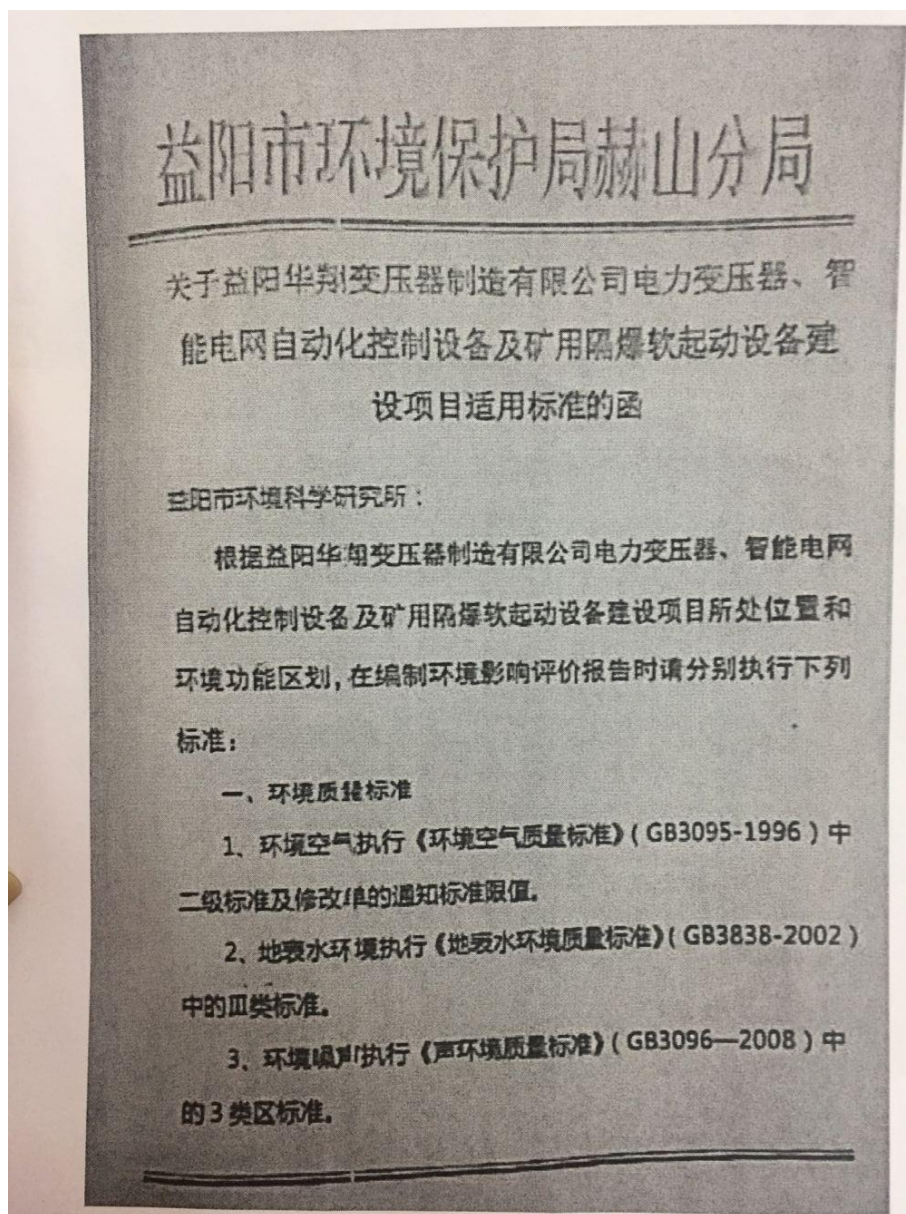 益阳市环境保护局赫山分局
关于益阳华翔变压器制造有限公司电力变压器、智
能电网自动化控制设备及矿用隔爆软起动设备建
设项目适用标准的函
益阳市环境科学研究所：
根据益阳华翔变压器制造有限公司电力变压器、智能电网
自动化控制设备及矿用隔爆软起动设备建设项目所处位置和
环境功能区划，在编制环境影响评价报告时请分别执行下列
标准：
一、环境质量标准
1、环境空气执行《环境空气质量标准》（GB3095-1996）中
二级标准及修改单的通知标准限值。
2、地表水环境执行《地表水环境质量标准》（GB3838-2002）
中的Ⅲ类标准。
3、环境噪声执行《声环境质量标准》（GB3096—2008）中
的3类区标准。